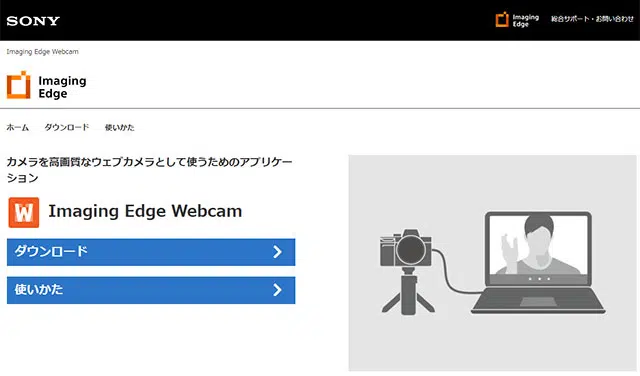 SONY
Imaging
Edge
総合サポート・お問い合わせ
Imaging Edge Webcam
Imaging
Edge
ホーム
ダウンロード
使いかた
カメラを高画質なウェブカメラとして使うためのアプリケー
ション
W
Imaging Edge Webcam
ダウンロード
使いかた